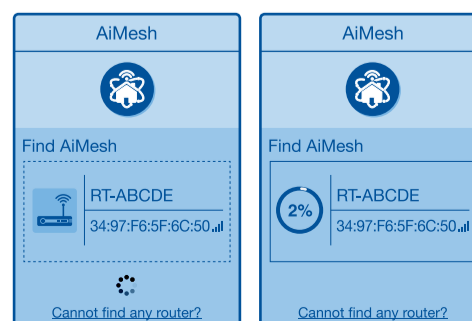 AiMesh
Find AiMesh
RT-ABCDE
34:97:F6:5F:6C:50
Cannot find any router?
AiMesh
Find AiMesh
2%
RT-ABCDE
34:97:F6:5F:6C:50
Cannot find any router?